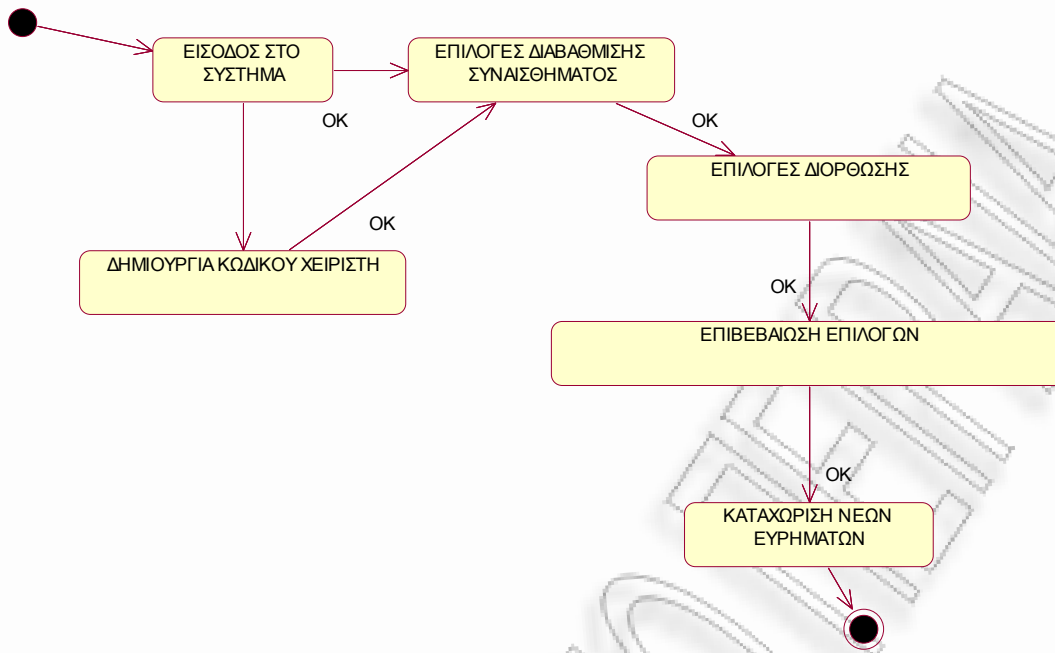 ΕΙΣΟΔΟΣ ΣΤΟ
ΣΥΣΤΗΜΑ
ΕΠΙΛΟΓΕΣ ΔΙΑΒΑΘΜΙΣΗΣ
ΣΥΝΑΙΣΘΗΜΑΤΟΣ
OK
OK
ΕΠΙΛΟΓΕΣ ΔΙΟΡΘΩΣΗΣ
OK
ΔΗΜΙΟΥΡΓΙΑ ΚΩΔΙΚΟΥ ΧΕΙΡΙΣΤΗ
OK
ΕΠΙΒΕΒΑΙΩΣΗ ΕΠΙΛΟΓΩΝ
OK
ΚΑΤΑΧΩΡΙΣΗ ΝΕΩΝ
ΕΥΡΗΜΑΤΩΝ